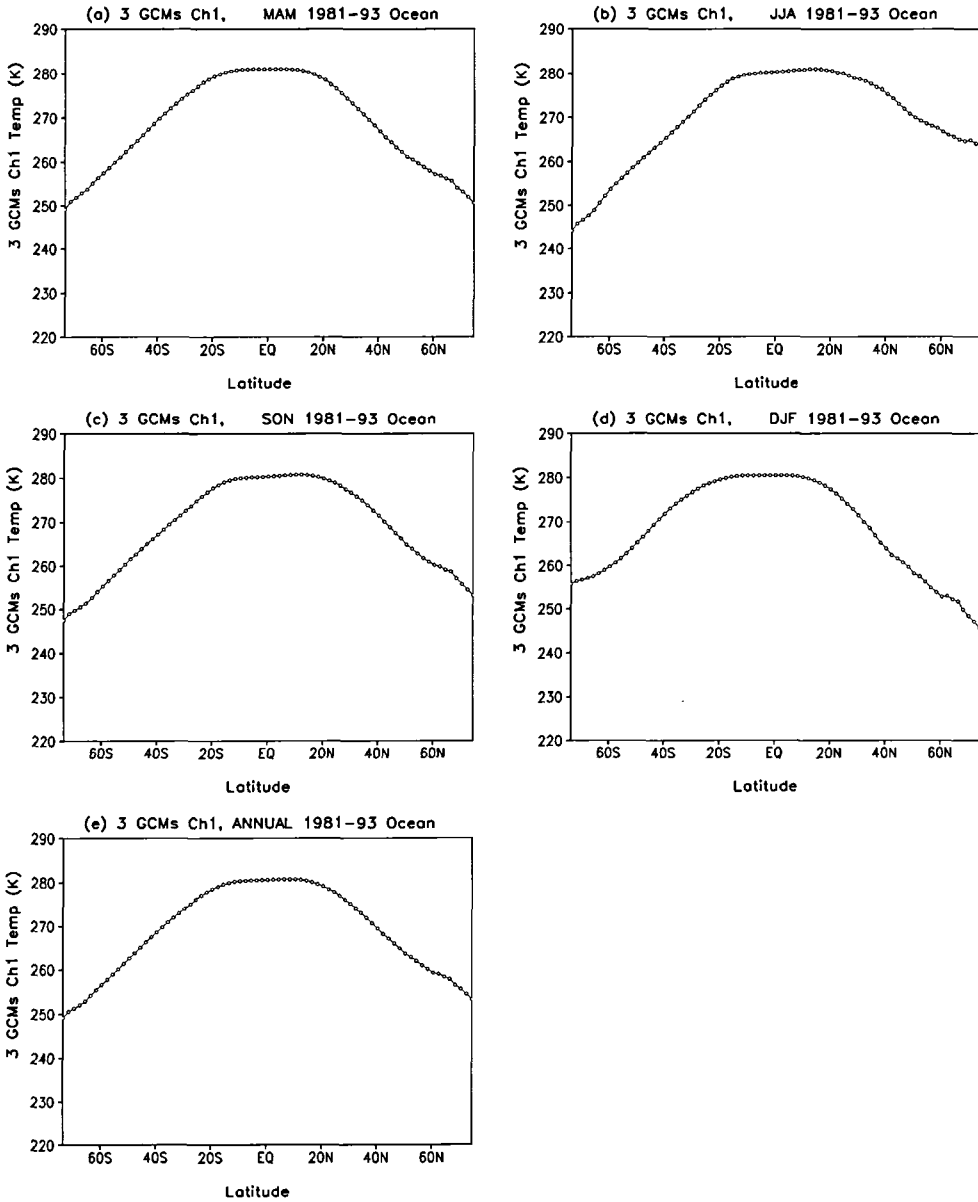 (a) 3 GCMs Ch1, MAM 1981-93 Ocean
3 GCMs Ch1 Temp (K)
290
280
270
260
250
240
230
220
60S 40S 20S EQ 20N 40N 60N
Latitude
(b) 3 GCMs Ch1, JJA 1981-93 Ocean
3 GCMs Ch1 Temp (K)
290
280
270
260
250
240
230
220
60S 40S 20S EQ 20N 40N 60N
Latitude
(c) 3 GCMs Ch1, SON 1981-93 Ocean
3 GCMs Ch1 Temp (K)
290
280
270
260
250
240
230
220
60S 40S 20S EQ 20N 40N 60N
Latitude
(d) 3 GCMs Ch1, DJF 1981-93 Ocean
3 GCMs Ch1 Temp (K)
290
280
270
260
250
240
230
220
60S 40S 20S EQ 20N 40N 60N
Latitude
(e) 3 GCMs Ch1, ANNUAL 1981-93 Ocean
3 GCMs Ch1 Temp (K)
290
280
270
260
250
240
230
220
60S 40S 20S EQ 20N 40N 60N
Latitude